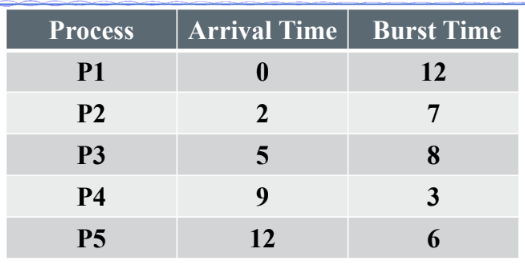 Process Arrival Time Burst Time
P1 0 12
P2 2 7
P3 5 8
P4 9 3
P5 12 6